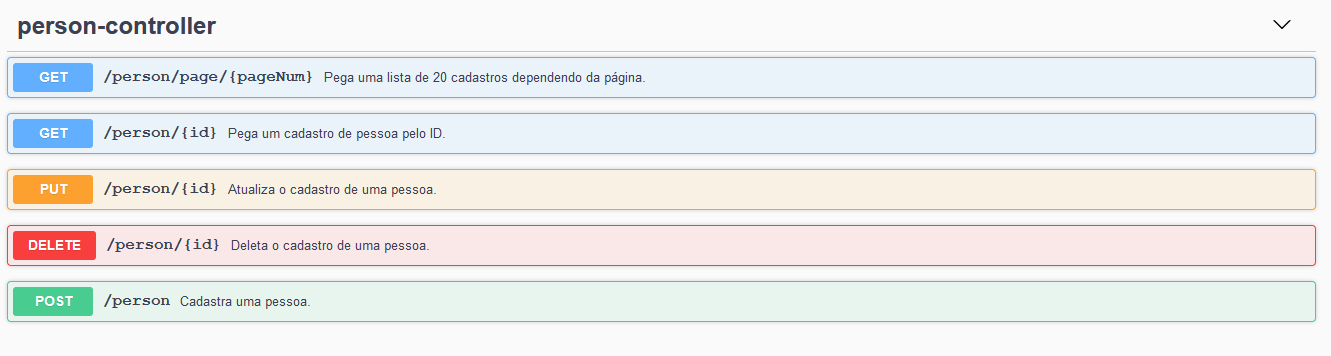 person-controller
GET /person/page/{pageNum} Pega uma lista de 20 cadastros dependendo da página.
GET /person/{id} Pega um cadastro de pessoa pelo ID.
PUT /person/{id} Atualiza o cadastro de uma pessoa.
DELETE /person/{id} Deleta o cadastro de uma pessoa.
POST /person Cadastra uma pessoa.